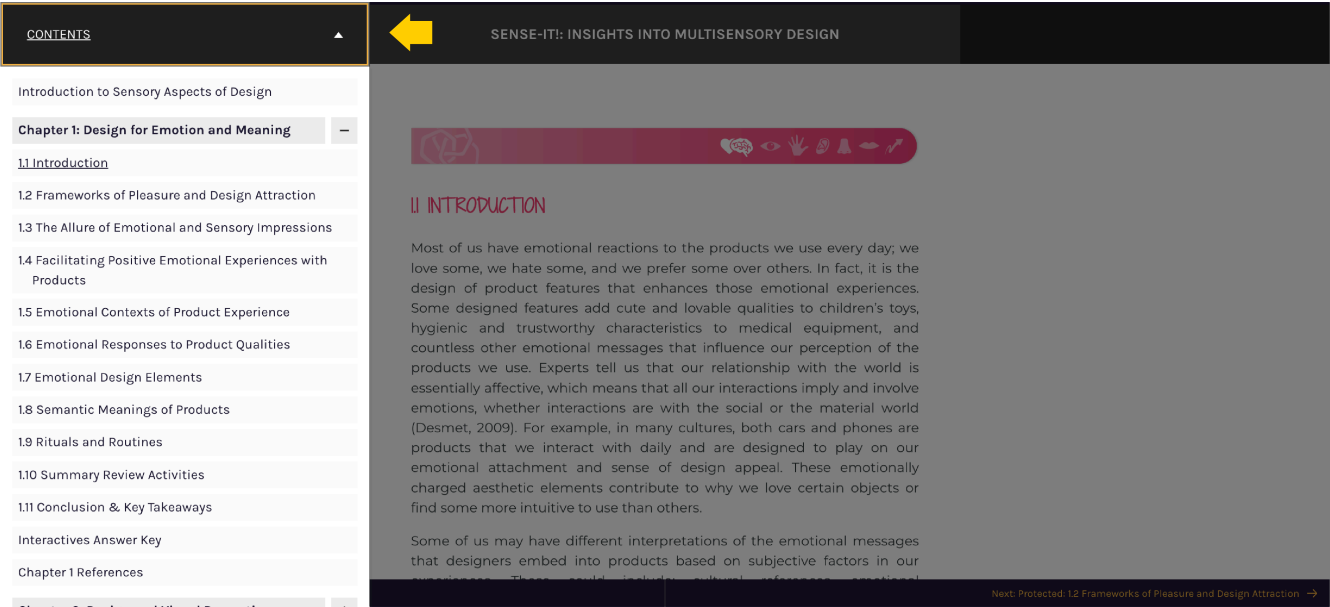 CONTENTS
SENSE-IT!: INSIGHTS INTO MULTISENSORY DESIGN
Introduction to Sensory Aspects of Design
Chapter 1: Design for Emotion and Meaning
1.1 Introduction
1.2 Frameworks of Pleasure and Design Attraction
1.3 The Allure of Emotional and Sensory Impressions
1.4 Facilitating Positive Emotional Experiences with
Products
1.5 Emotional Contexts of Product Experience
1.6 Emotional Responses to Product Qualities
1.7 Emotional Design Elements
1.8 Semantic Meanings of Products
1.9 Rituals and Routines
1.10 Summary Review Activities
1.11 Conclusion & Key Takeaways
Interactives Answer Key
Chapter 1 References
1.1 INTRODUCTION
Most of us have emotional reactions to the products we use every day; we
love some, we hate some, and we prefer some over others. In fact, it is the
design of product features that enhances those emotional experiences.
Some designed features add cute and lovable qualities to children's toys,
hygienic and trustworthy characteristics to medical equipment, and
countless other emotional messages that influence our perception of the
products we use. Experts tell us that our relationship with the world is
essentially affective, which means that all our interactions imply and involve
emotions, whether interactions are with the social or the material world
(Desmet, 2009). For example, in many cultures, both cars and phones are
products that we interact with daily and are designed to play on our
emotional attachment and sense of design appeal. These emotionally
charged aesthetic elements contribute to why we love certain objects or
find some more intuitive to use than others.
Some of us may have different interpretations of the emotional messages
that designers embed into products based on subjective factors in our
Next: Protected: 1.2 Frameworks of Pleasure and Design Attraction →